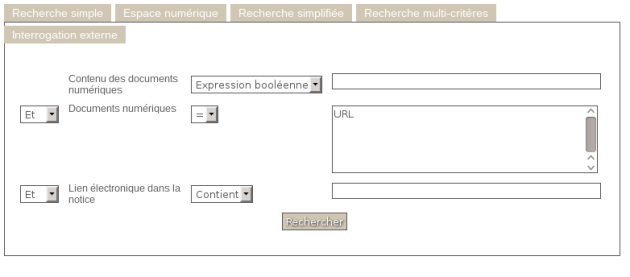 Recherche simple
Espace numérique
Recherche simplifiée
Recherche multi-critères
Interrogation externe
Contenu des documents
numériques
Expression booléenne
Et
Documents numériques
=
URL
Et
Lien électronique dans la
notice
Contient
Rechercher